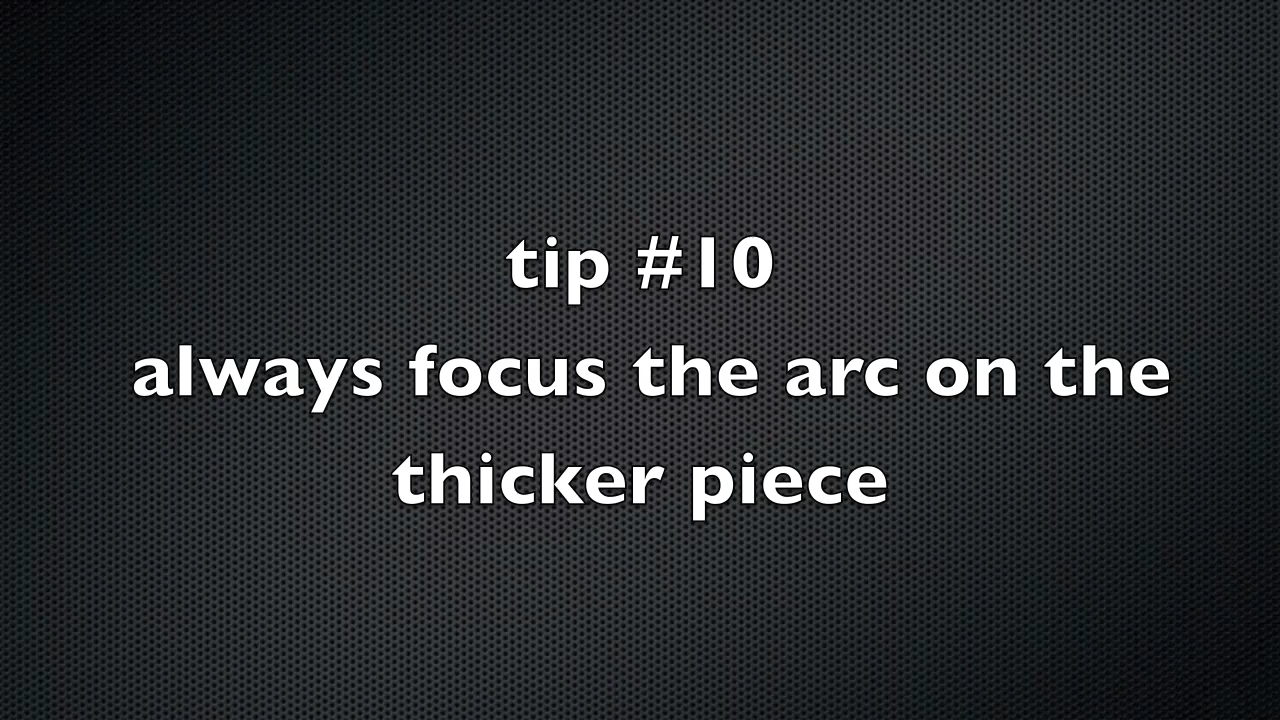 tip #10
always focus the arc on the
thicker piece